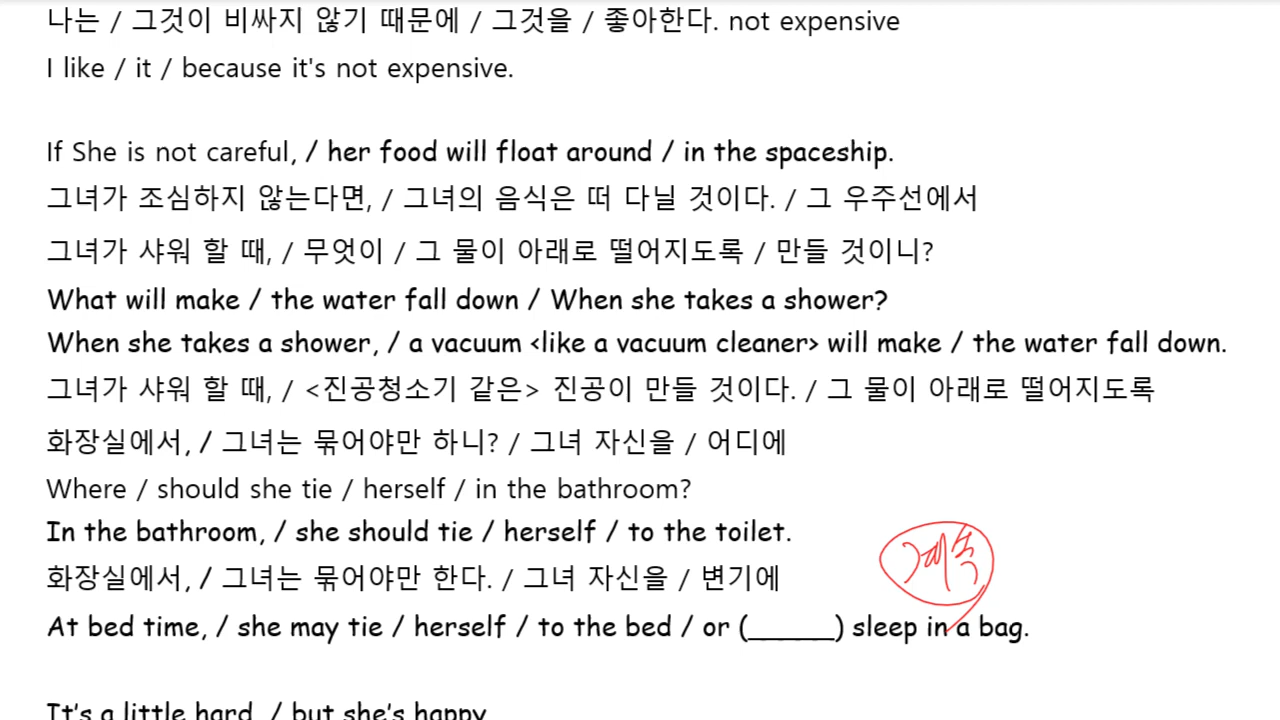 나는 / 그것이 비싸지 않기 때문에 / 그것을 / 좋아한다. not expensive
I like / it / because it's not expensive.
If She is not careful, / her food will float around / in the spaceship.
그녀가 조심하지 않는다면, / 그녀의 음식은 떠 다닐 것이다. / 그 우주선에서
그녀가 샤워 할 때, / 무엇이 / 그 물이 아래로 떨어지도록 / 만들 것이니?
What will make / the water fall down / When she takes a shower?
When she takes a shower, / a vacuum <like a vacuum cleaner> will make / the water fall down.
그녀가 샤워 할 때, / <진공청소기 같은> 진공이 만들 것이다. / 그 물이 아래로 떨어지도록
화장실에서, / 그녀는 묶어야만 하니? / 그녀 자신을 / 어디에
Where / should she tie / herself / in the bathroom?
In the bathroom, / she should tie / herself / to the toilet.
계속
화장실에서, / 그녀는 묶어야만 한다. / 그녀 자신을 / 변기에
At bed time, / she may tie / herself / to the bed / or (______) sleep in a bag.
It's a little hard, / but she's happy